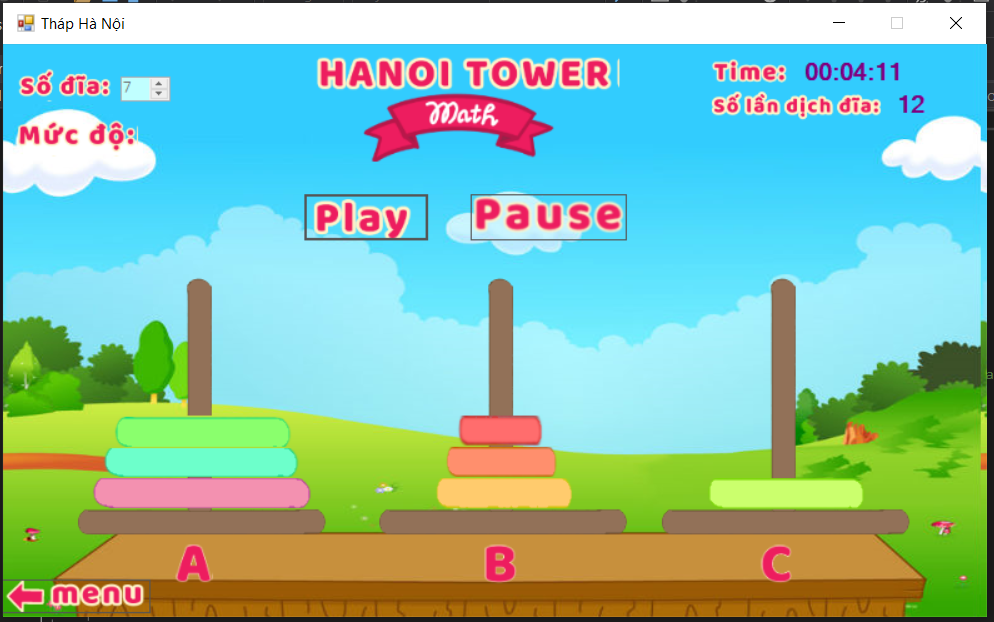 Tháp Hà Nội
Số đĩa: 7
Mức độ:
HANOI TOWER
Math
Time: 00:04:11
Số lần dịch đĩa: 12
Play
Pause
A
B
C
menu